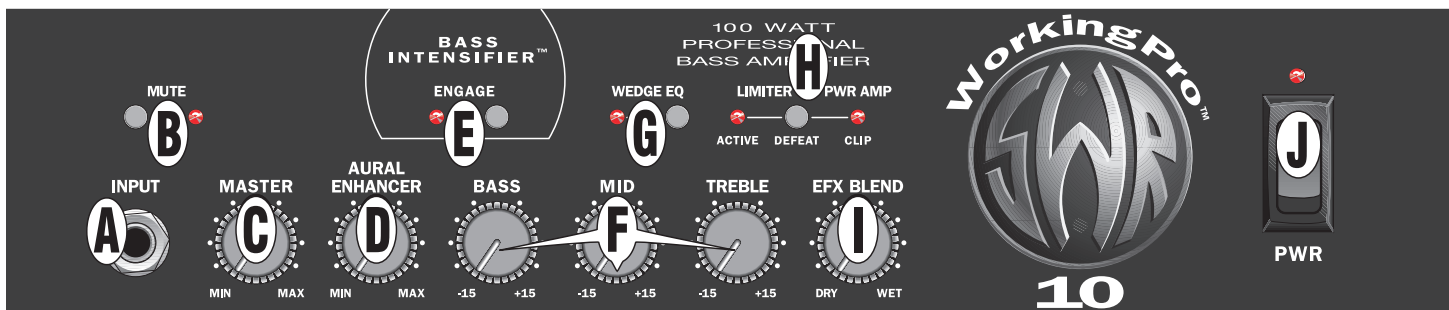 BASS
INTENSIFIER™
100 WATT
PROFESSIONAL
BASS AMPLIFIER
WorkingPro™
SWR
10
MUTE
B
ENGAGE
E
WEDGE EQ
G
H
LIMITER PWR AMP
ACTIVE DEFEAT CLIP
J
PWR
INPUT
A
MASTER
C
MIN MAX
AURAL
ENHANCER
D
MIN MAX
BASS
-15 +15
MID
F
-15 +15
TREBLE
-15 +15
EFX BLEND
I
DRY WET